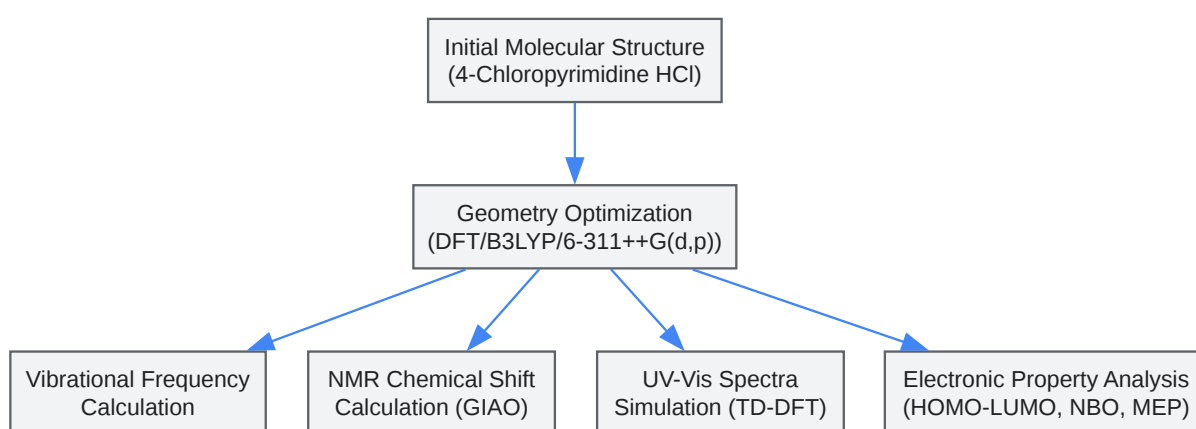 Initial Molecular Structure
(4-Chloropyrimidine HCl)
Geometry Optimization
(DFT/B3LYP/6-311++G(d,p))
Vibrational Frequency
Calculation
NMR Chemical Shift
Calculation (GIAO)
UV-Vis Spectra
Simulation (TD-DFT)
Electronic Property Analysis
(HOMO-LUMO, NBO, MEP)